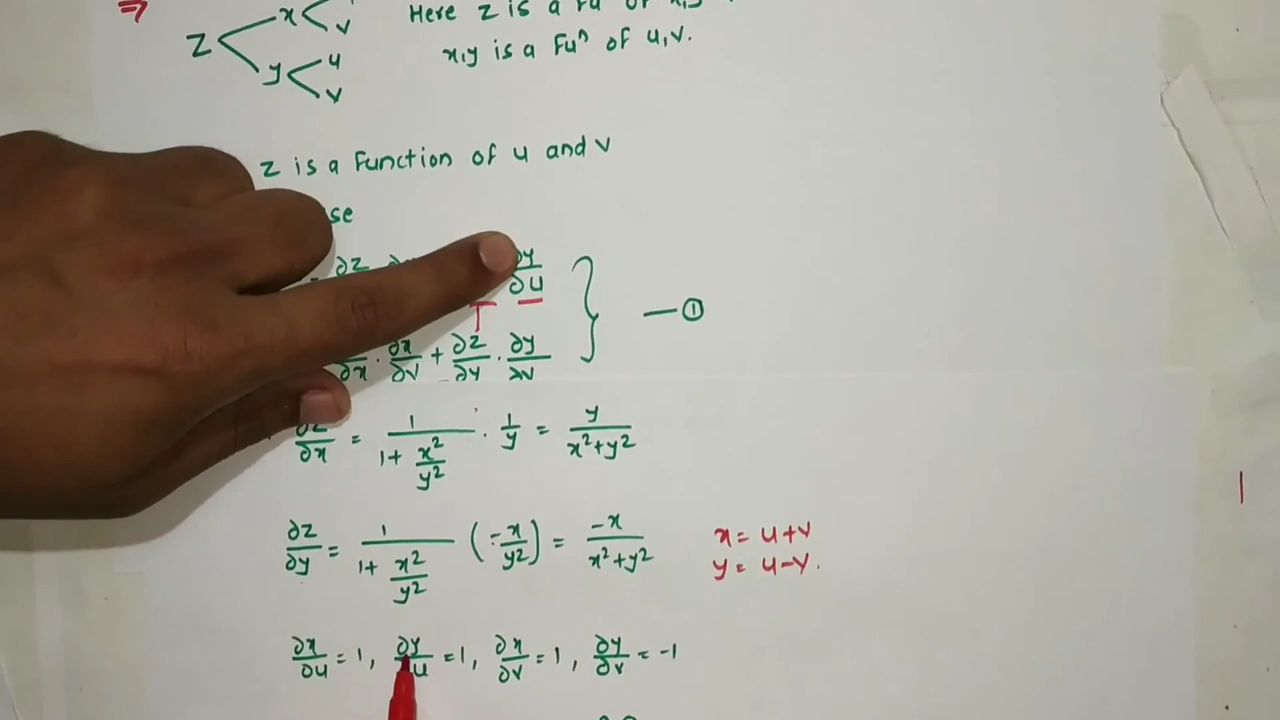 ⇒
Z x v Here z is a of
y u v x,y is a Fuⁿ of u,v.
z is a Function of u and v
se
∂z ∂y/∂u
∂x · ∂x/∂v + ∂z/∂y · ∂y/∂v } — ①
∂z/∂x = 1/(1+ x²/y²) · 1/y = y/(x²+y²)
∂z/∂y = 1/(1+ x²/y²) (-x/y²) = -x/(x²+y²)
x = u+v
y = u-v.
∂x/∂u = 1, ∂y/∂u = 1, ∂x/∂v = 1, ∂y/∂v = -1